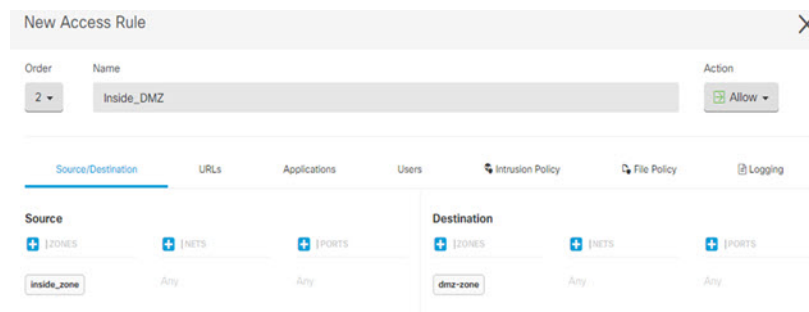 New Access Rule
Order Name Action
2 Inside_DMZ Allow
Source/Destination URLs Applications Users Intrusion Policy File Policy Logging
Source Destination
ZONES NETS PORTS ZONES NETS PORTS
inside_zone Any Any dmz-zone Any Any